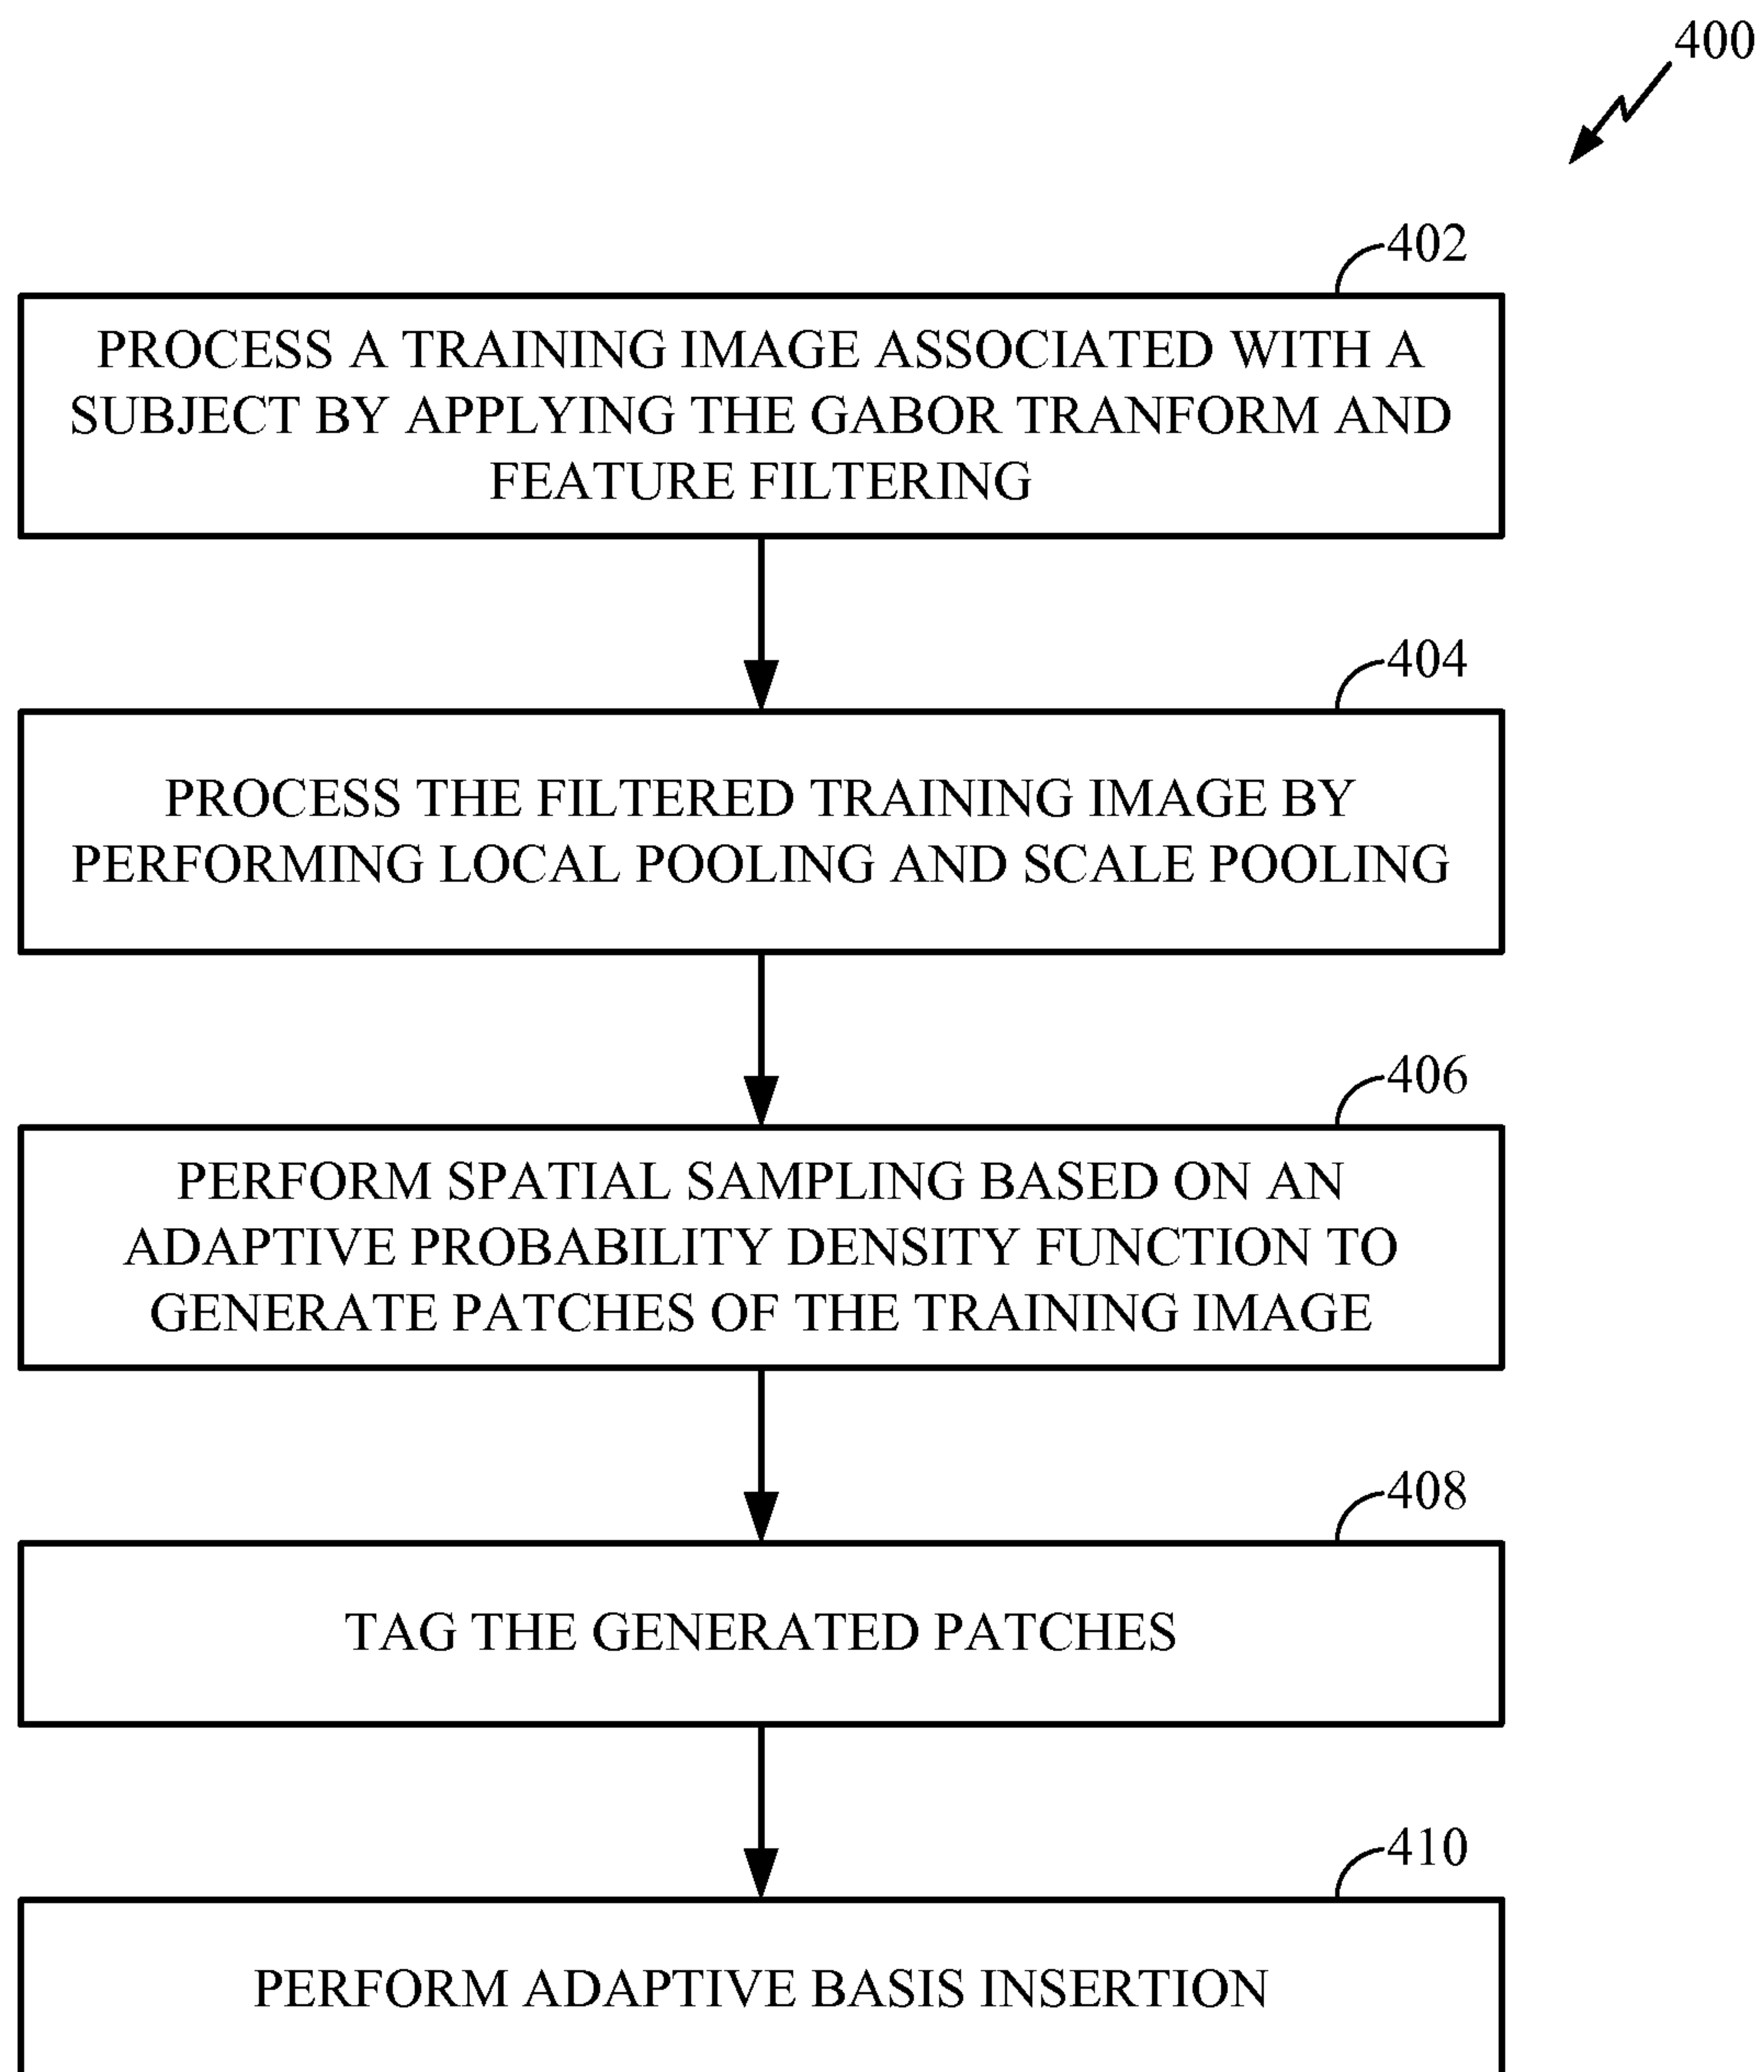 400
402
PROCESS A TRAINING IMAGE ASSOCIATED WITH A
SUBJECT BY APPLYING THE GABOR TRANFORM AND
FEATURE FILTERING
404
PROCESS THE FILTERED TRAINING IMAGE BY
PERFORMING LOCAL POOLING AND SCALE POOLING
406
PERFORM SPATIAL SAMPLING BASED ON AN
ADAPTIVE PROBABILITY DENSITY FUNCTION TO
GENERATE PATCHES OF THE TRAINING IMAGE
408
TAG THE GENERATED PATCHES
410
PERFORM ADAPTIVE BASIS INSERTION